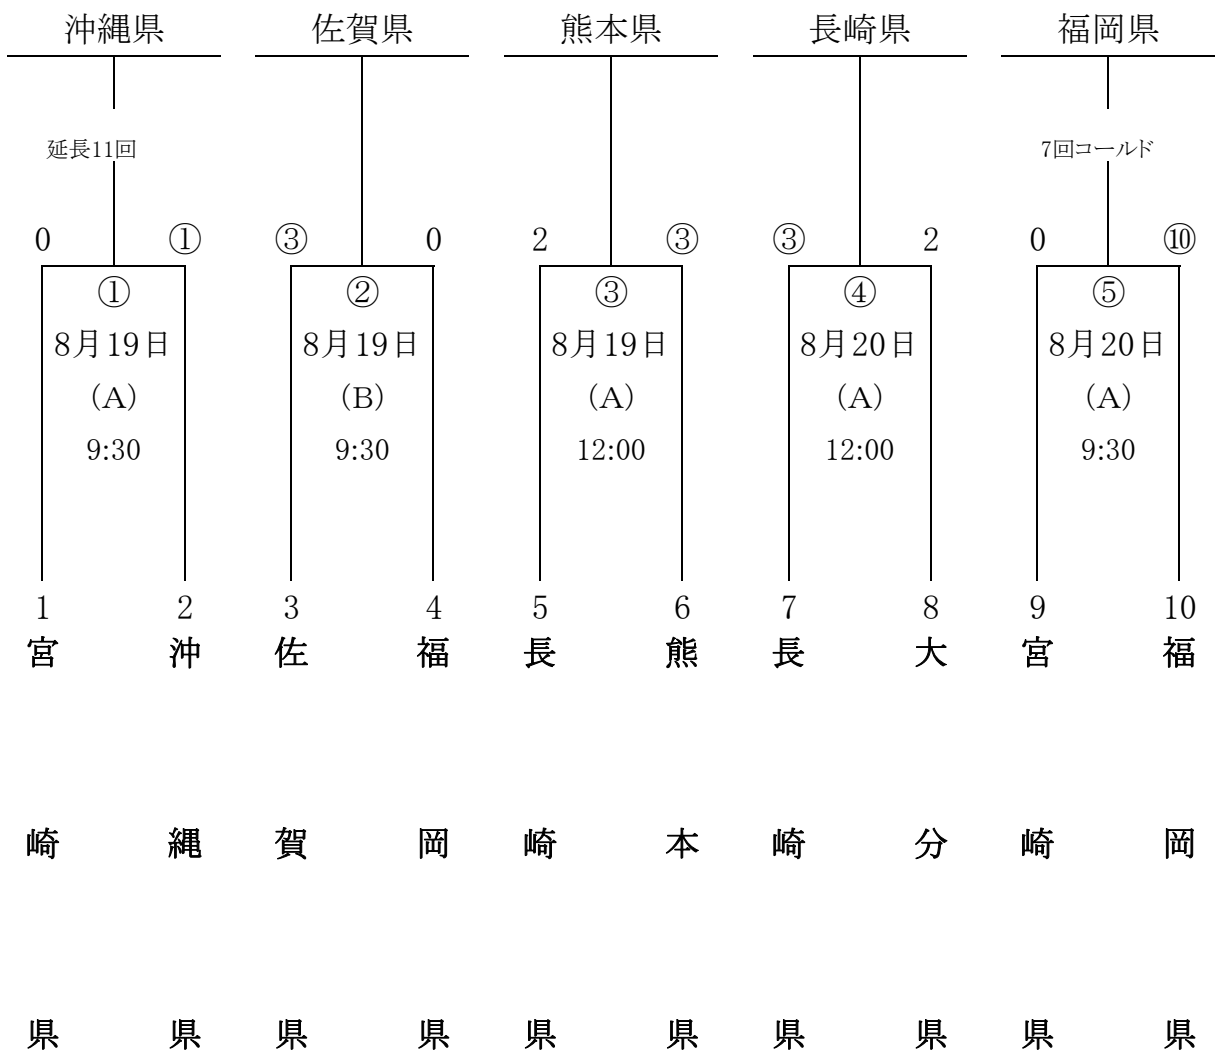 沖縄県 佐賀県 熊本県 長崎県 福岡県
延長11回 7回コールド
0 ① ③ 0 2 ③ ③ 2 0 ⑩
① ② ③ ④ ⑤
8月19日 8月19日 8月19日 8月20日 8月20日
(A) (B) (A) (A) (A)
9:30 9:30 12:00 12:00 9:30
1 2 3 4 5 6 7 8 9 10
宮崎県
沖縄県
佐賀県
福岡県
長崎県
熊本県
長崎県
大分県
宮崎県
福岡県